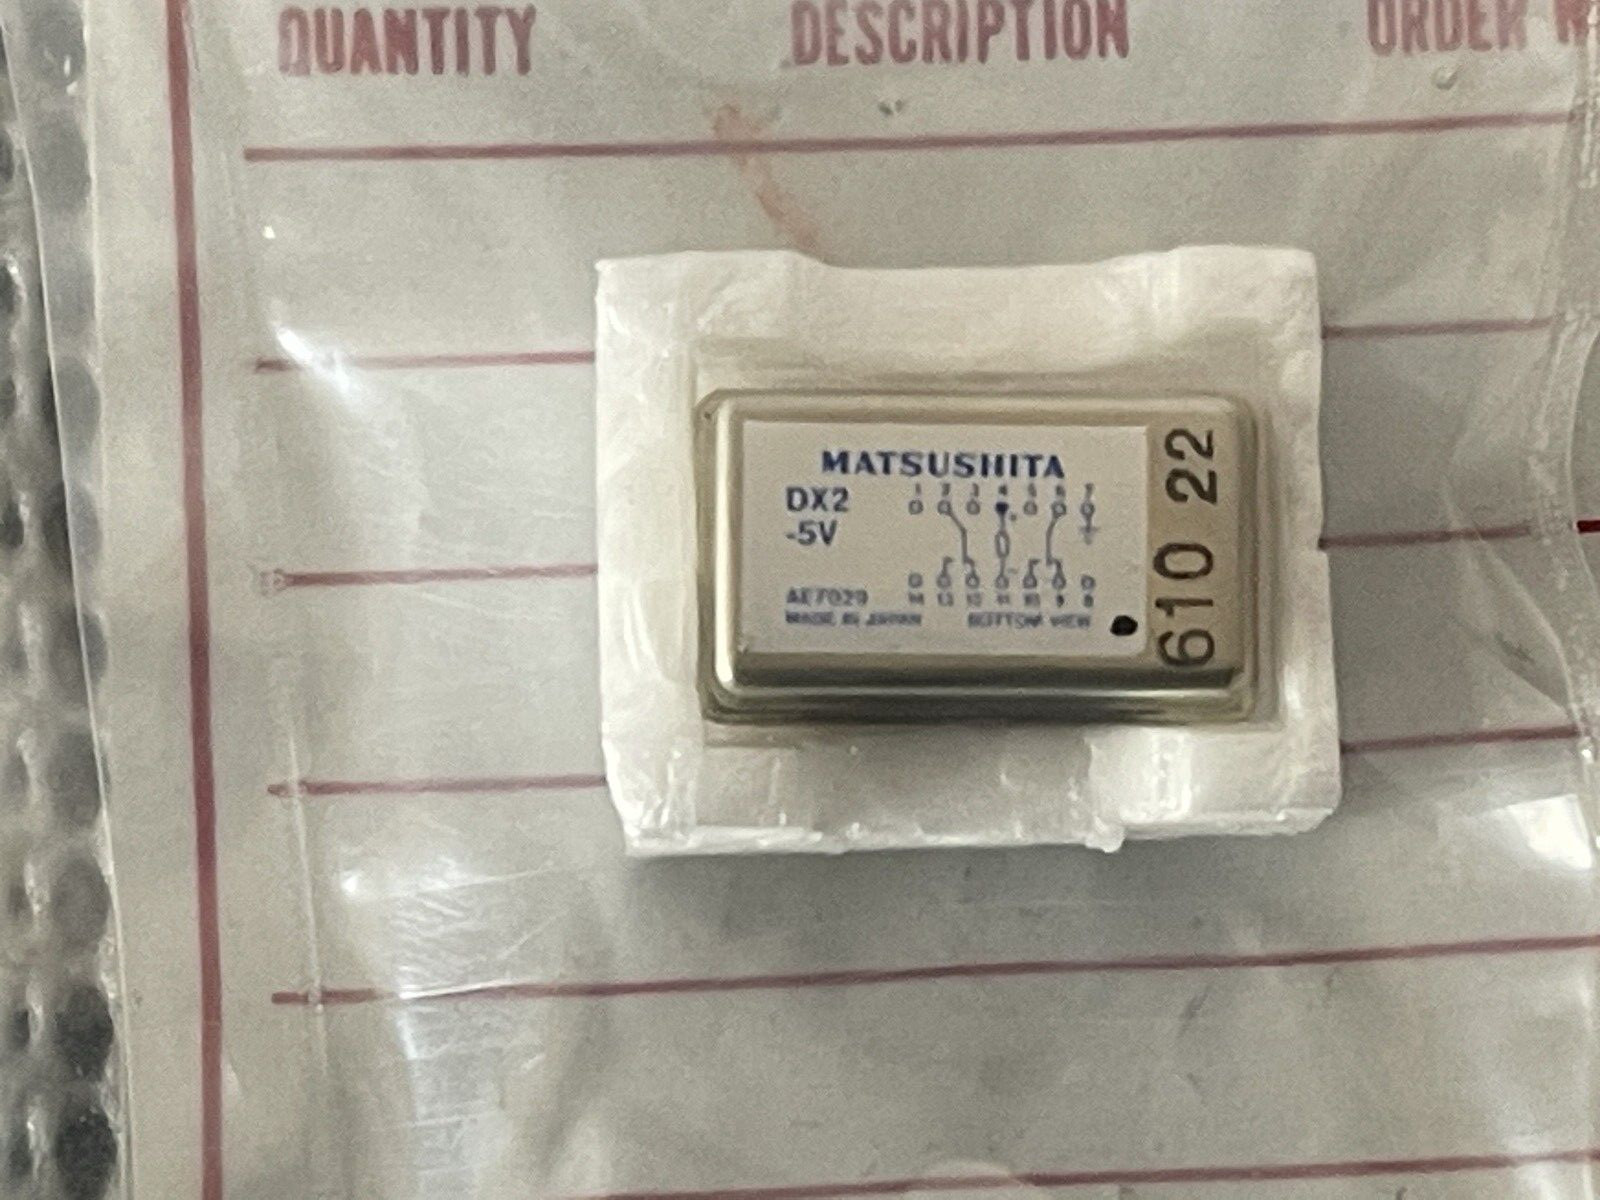 QUANTITY DESCRIPTION ORDER
MATSUSHITA
1 2 3 4 5 6 7
DX2
-5V
14 13 12 11 10 9 8
AE7029
MADE IN JAPAN BOTTOM VIEW
610 22